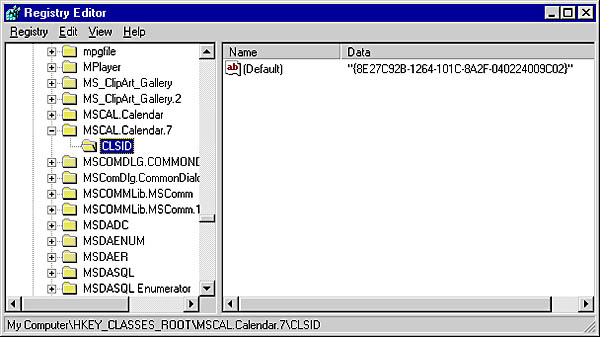 Registry Editor
Registry Edit View Help
mpgfile
MPlayer
MS_ClipArt_Gallery
MS_ClipArt_Gallery.2
MSCAL.Calendar
MSCAL.Calendar.7
CLSID
MSCOMDLG.COMMOND
MSComDlg.CommonDialo
MSCOMMLib.MSComm
MSCOMMLib.MSComm.1
MSDADC
MSDAENUM
MSDAER
MSDASQL
MSDASQL Enumerator
Name Data
ab (Default) "{8E27C92B-1264-101C-8A2F-040224009C02}"
My Computer\HKEY_CLASSES_ROOT\MSCAL.Calendar.7\CLSID